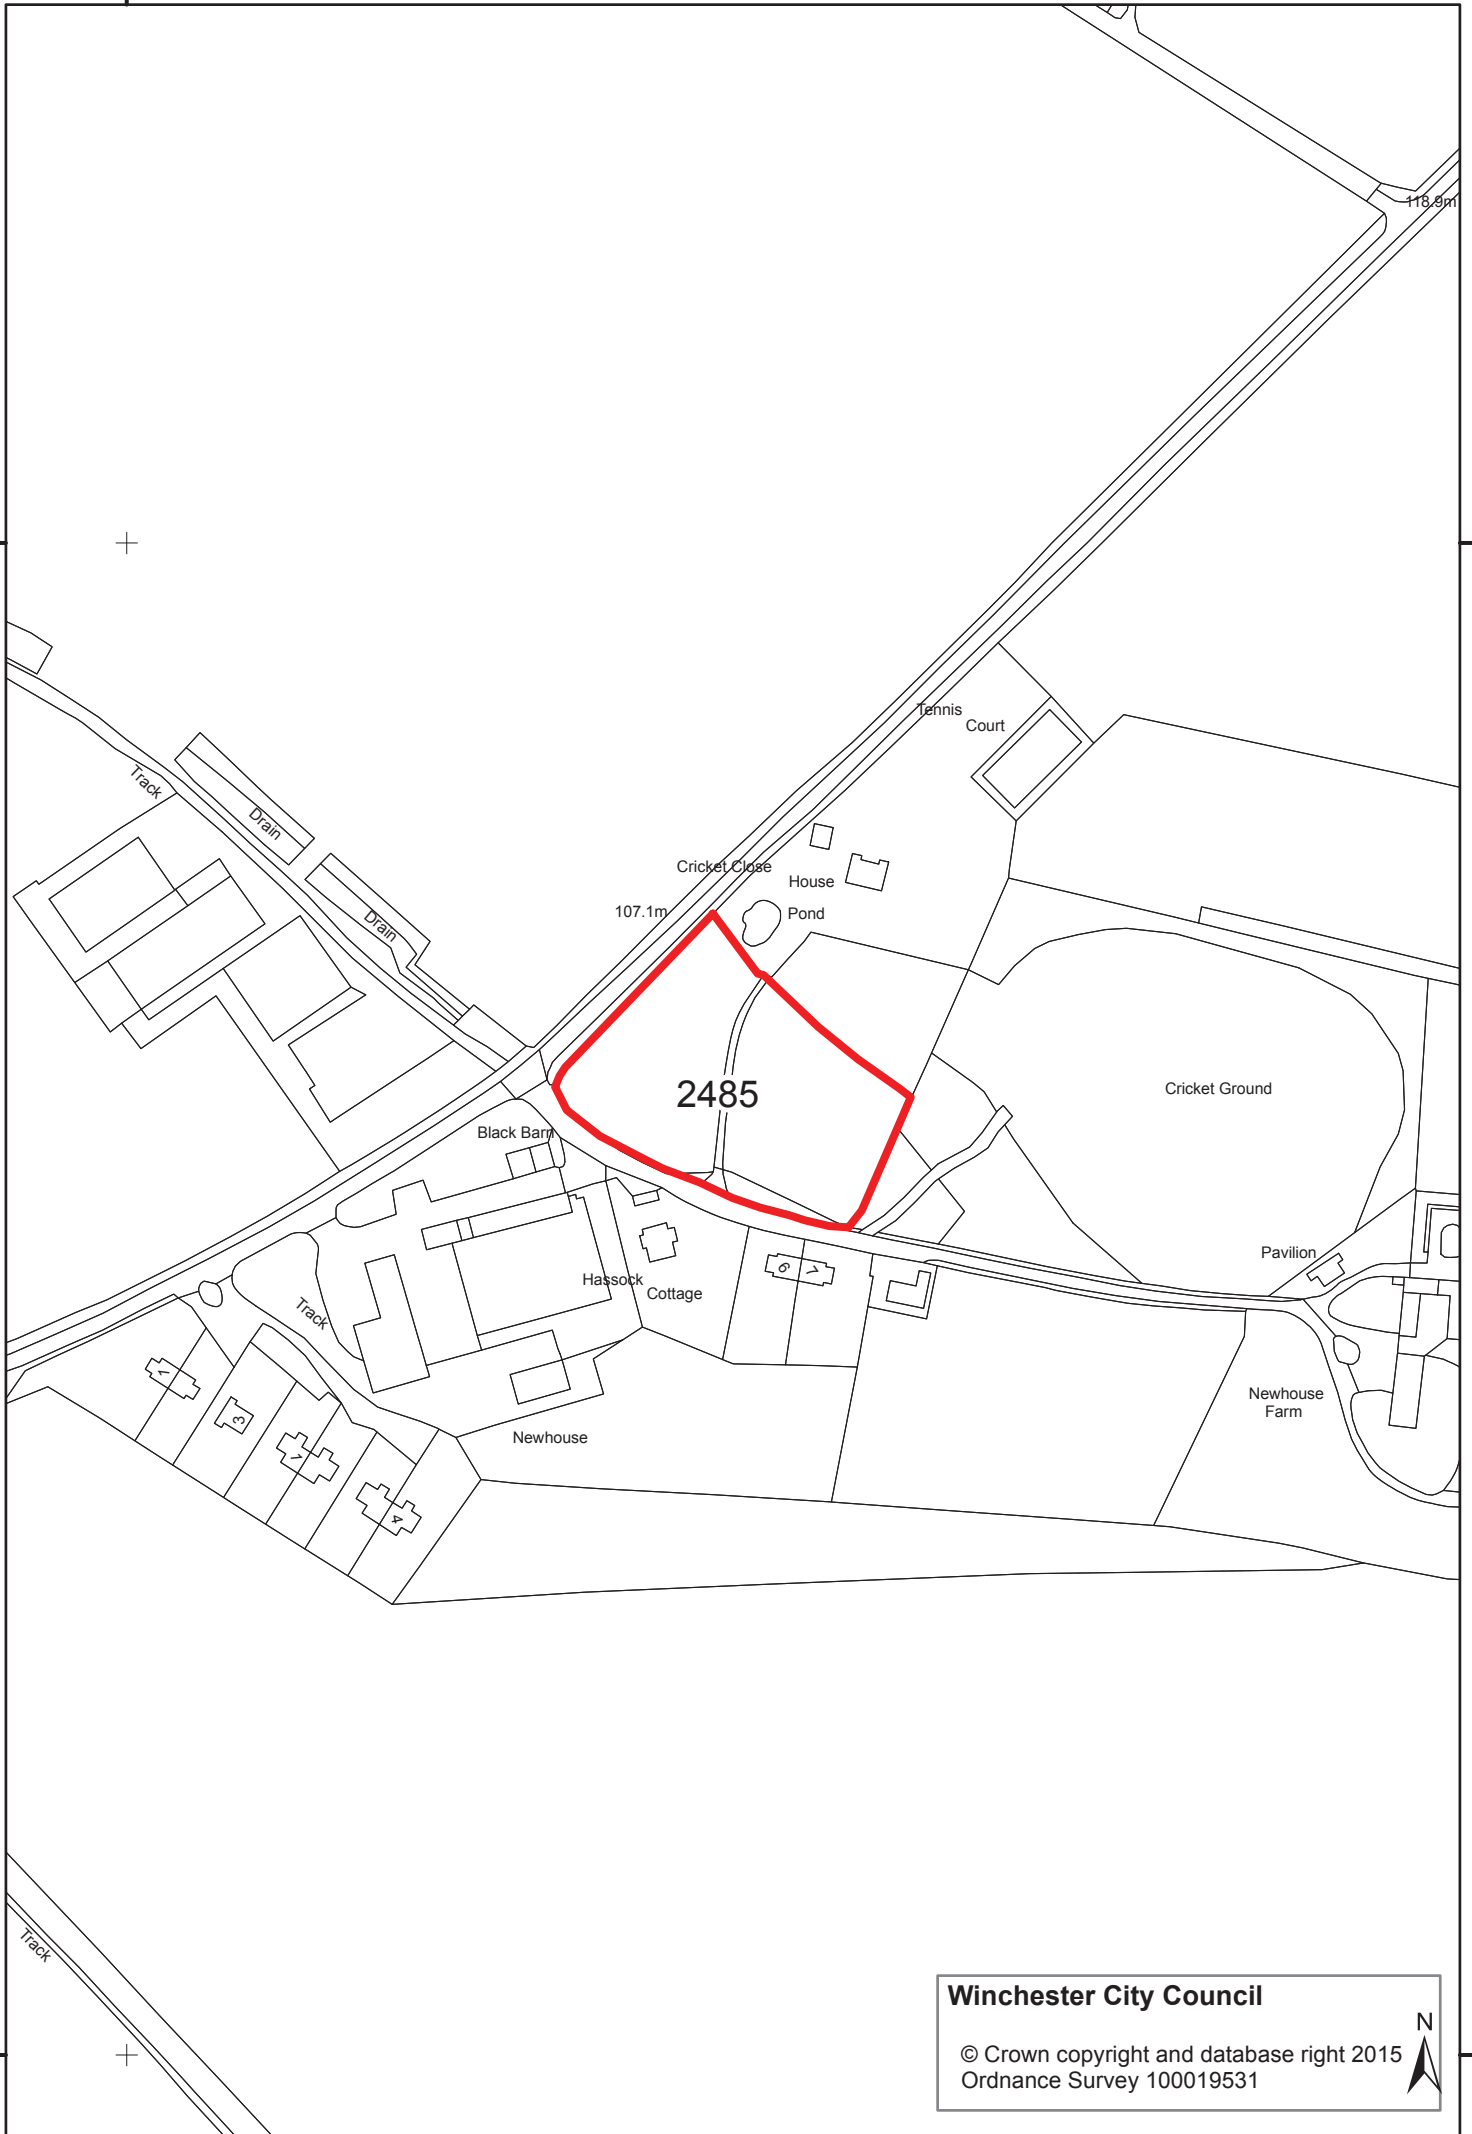 118.9m
Tennis
Court
Track
Drain
Cricket Close
House
107.1m
Pond
Drain
2485
Cricket Ground
Black Barn
Pavilion
6
7
Hassock
Cottage
Track
1
3
Newhouse
Farm
Newhouse
1
4
Track
Winchester City Council
N
© Crown copyright and database right 2015
Ordnance Survey 100019531